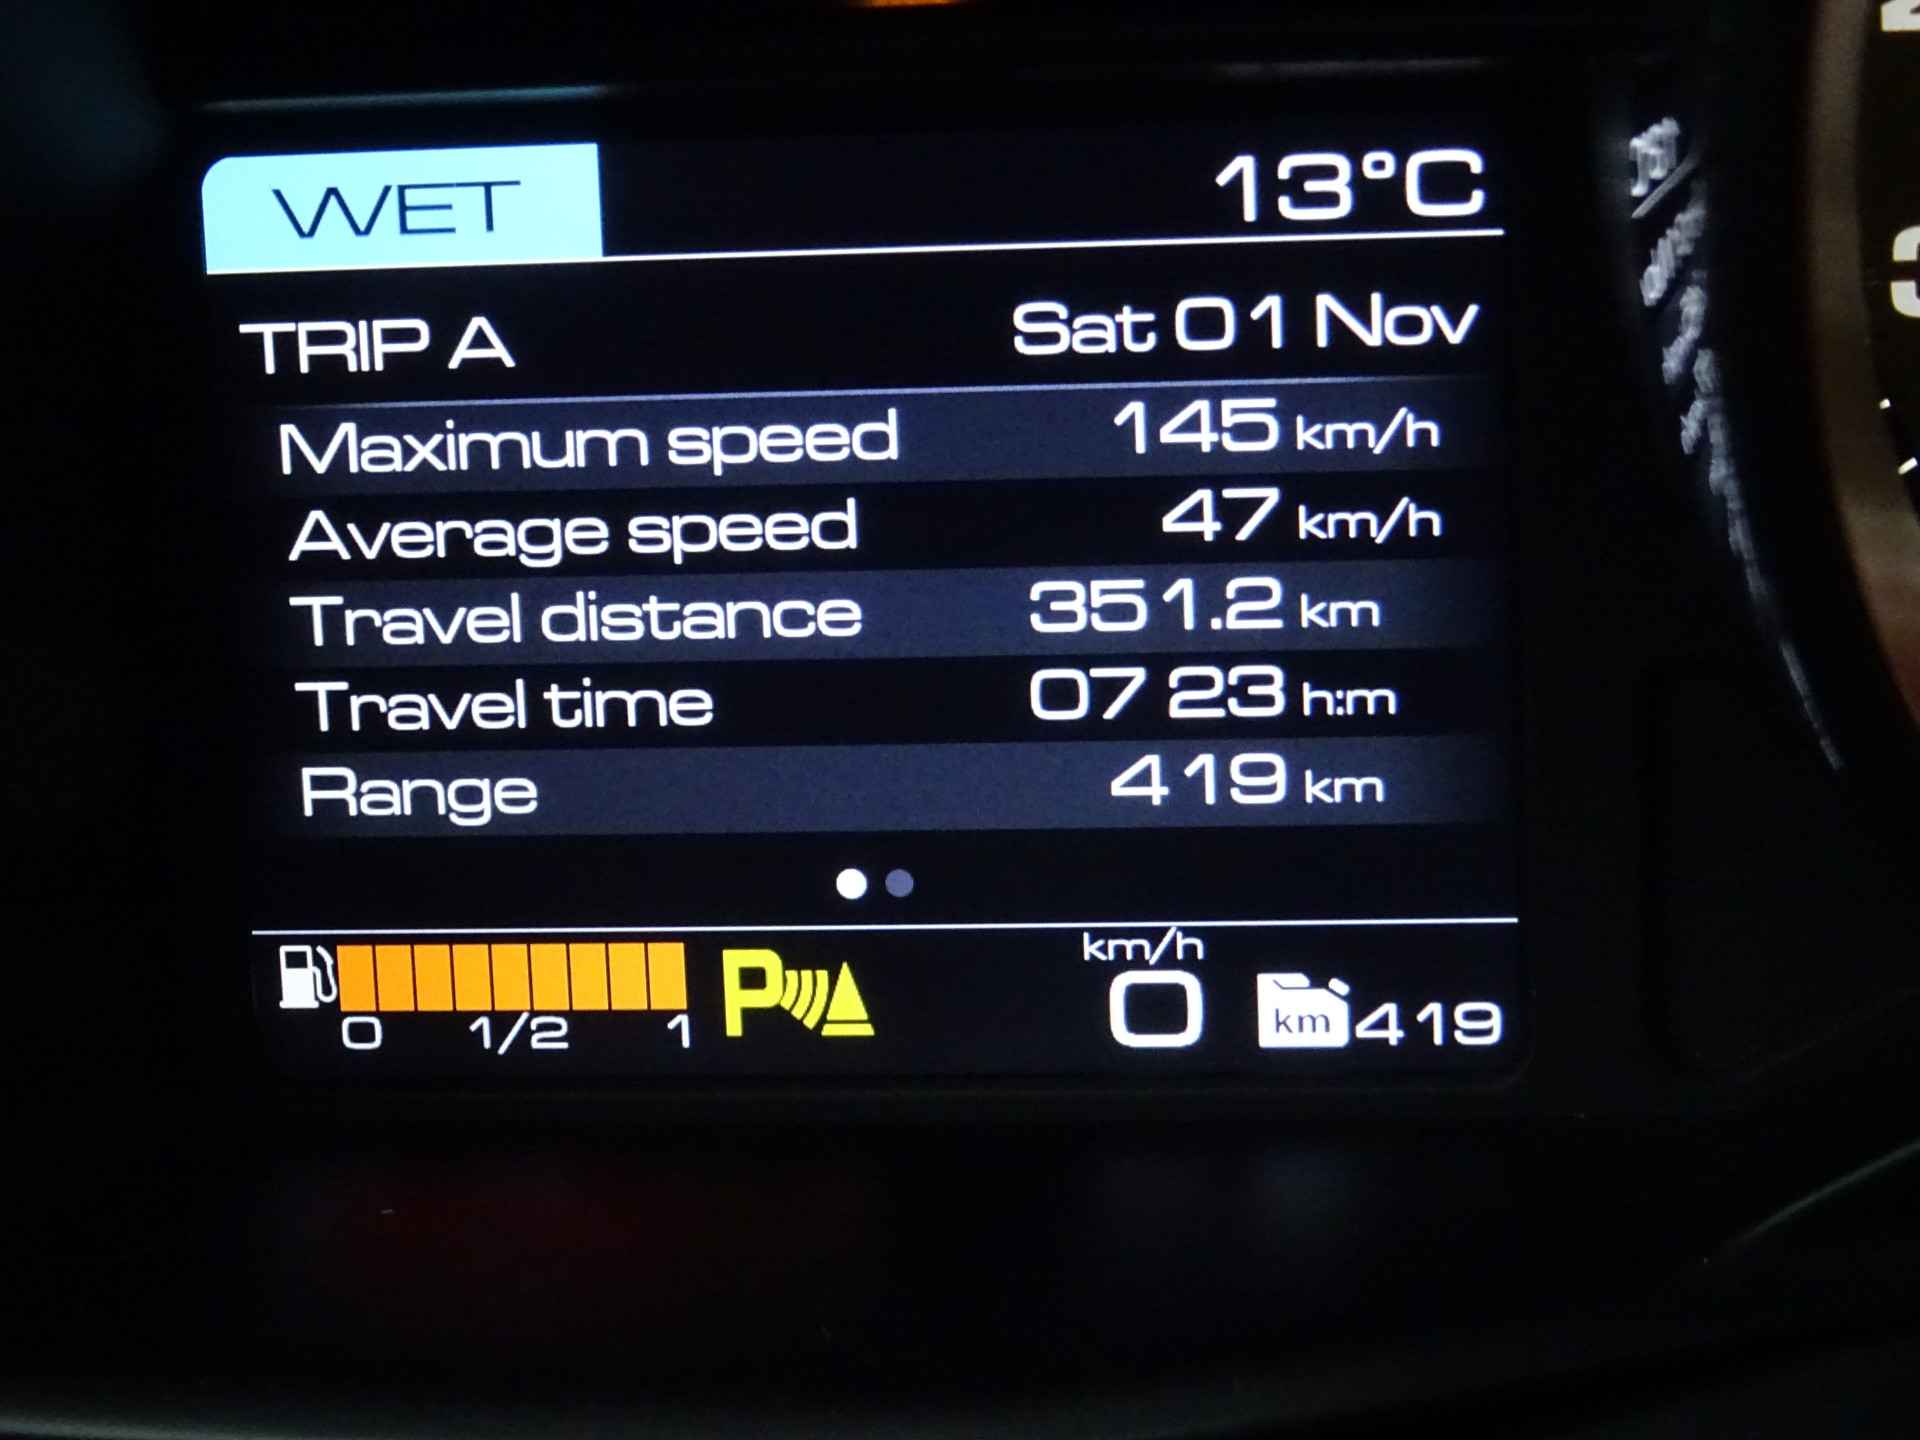 WET 13°C
TRIP A Sat 01 Nov
Maximum speed 145 km/h
Average speed 47 km/h
Travel distance 351.2 km
Travel time 07 23 h:m
Range 419 km
km/h
P 0 km 419
0 1/2 1